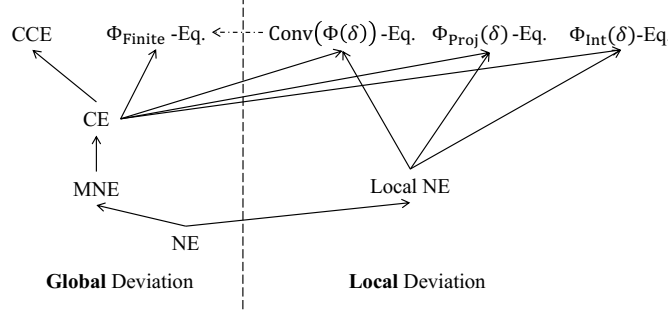 CCE Φ_Finite -Eq. Conv(Φ(δ)) -Eq. Φ_Proj(δ) -Eq. Φ_Int(δ)-Eq
CE
MNE Local NE
NE
Global Deviation Local Deviation